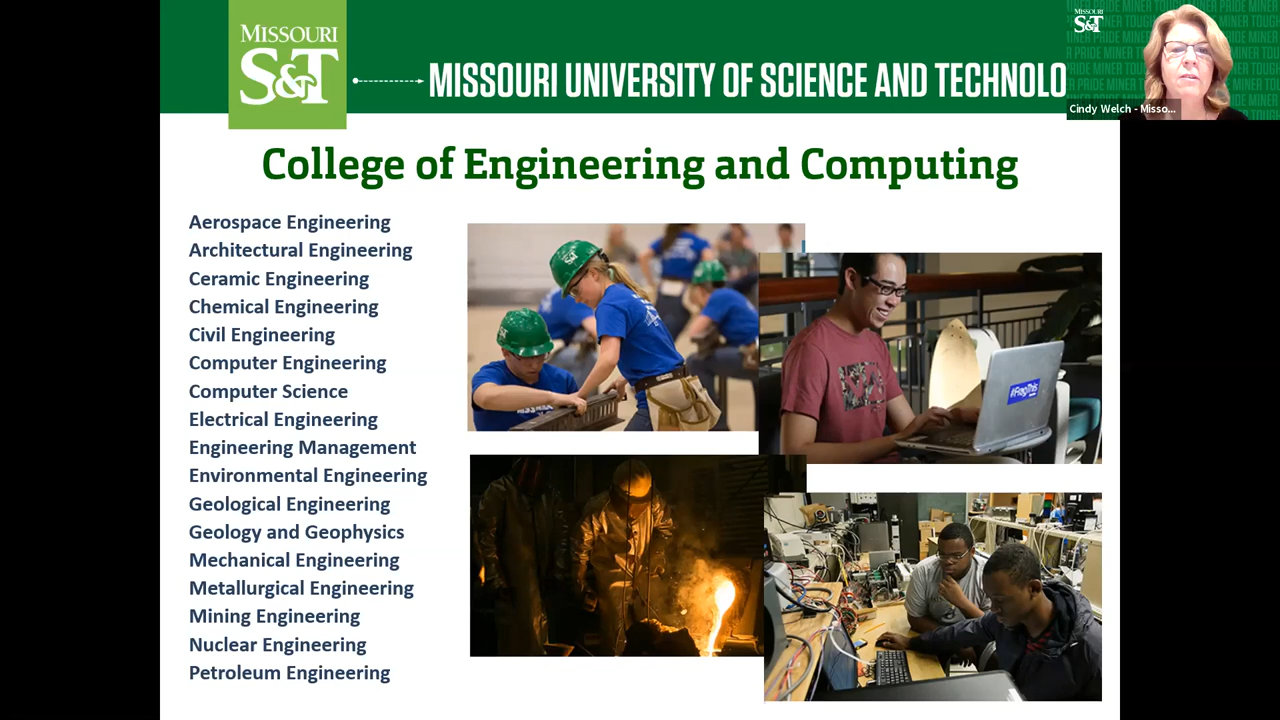 MISSOURI
S&T
MISSOURI UNIVERSITY OF SCIENCE AND TECHNOLO
MISSOURI
S&T
Cindy Welch - Misso...
College of Engineering and Computing
Aerospace Engineering
Architectural Engineering
Ceramic Engineering
Chemical Engineering
Civil Engineering
Computer Engineering
Computer Science
Electrical Engineering
Engineering Management
Environmental Engineering
Geological Engineering
Geology and Geophysics
Mechanical Engineering
Metallurgical Engineering
Mining Engineering
Nuclear Engineering
Petroleum Engineering
S&T
S&T